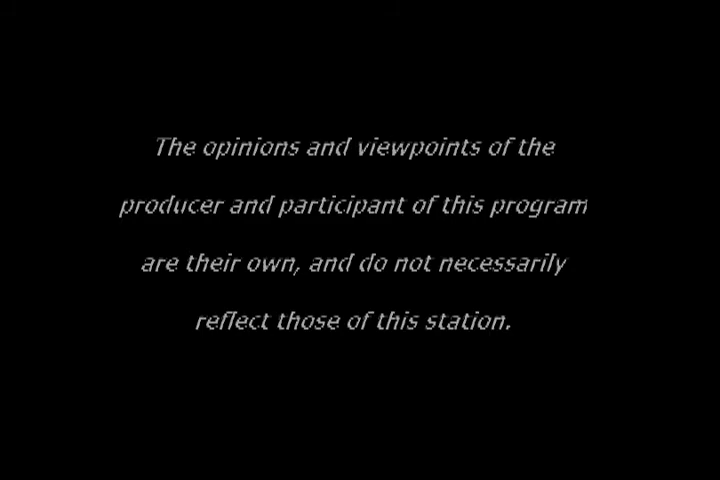 The opinions and viewpoints of the
producer and participant of this program
are their own, and do not necessarily
reflect those of this station.